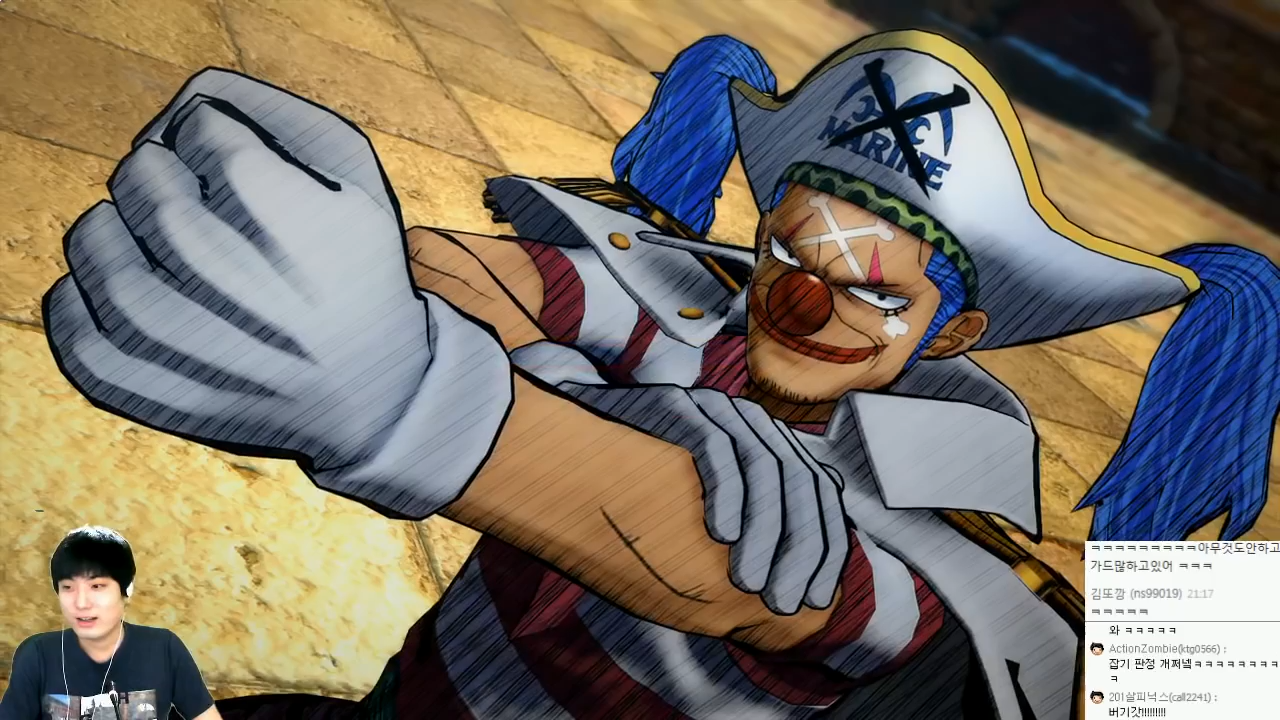 MARINE
ㅋㅋㅋㅋㅋㅋㅋㅋㅋ아무것도안하고
가드많하고있어 ㅋㅋㅋ
김또깡 (ns99019) 21:17
ㅋㅋㅋㅋㅋ
와 ㅋㅋㅋㅋㅋ
ActionZombie(ktg0566) :
잡기 판정 개쩌넼ㅋㅋㅋㅋㅋㅋㅋㅋ
ㅋ
201살피닉스(call2241) :
버기갓!!!!!!!!!